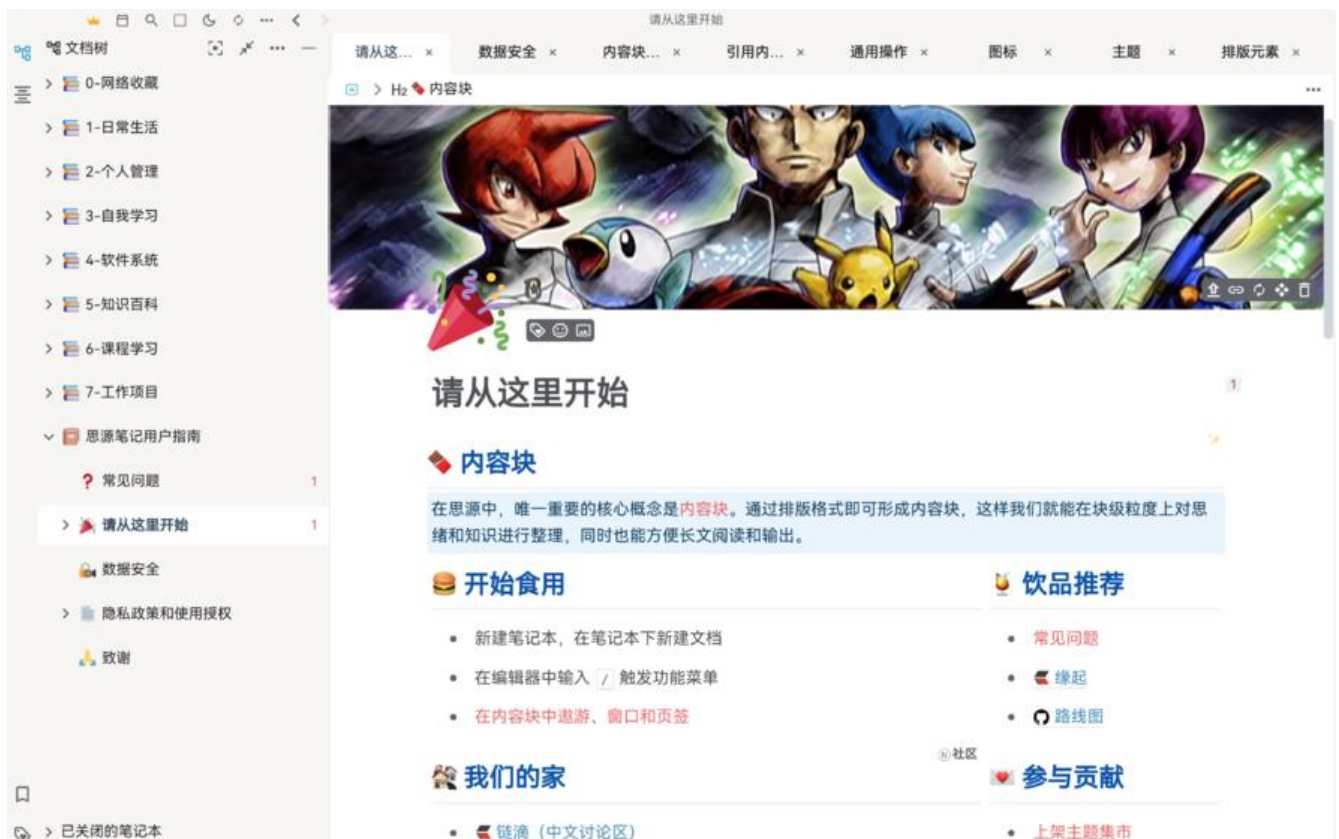 请从这里开始
文档树
请从这... × 数据安全 × 内容块... × 引用内... × 通用操作 × 图标 × 主题 × 排版元素 ×
H2 内容块
0-网络收藏
1-日常生活
2-个人管理
3-自我学习
4-软件系统
5-知识百科
6-课程学习
7-工作项目
思源笔记用户指南
常见问题 1
请从这里开始 1
数据安全
隐私政策和使用授权
致谢
已关闭的笔记本
请从这里开始
1
内容块
在思源中，唯一重要的核心概念是内容块。通过排版格式即可形成内容块，这样我们就能在块级粒度上对思
绪和知识进行整理，同时也能方便长文阅读和输出。
开始食用
新建笔记本，在笔记本下新建文档
在编辑器中输入 / 触发功能菜单
在内容块中遨游、窗口和页签
饮品推荐
常见问题
缘起
路线图
我们的家
链滴（中文讨论区）
社区
参与贡献
上架主题集市